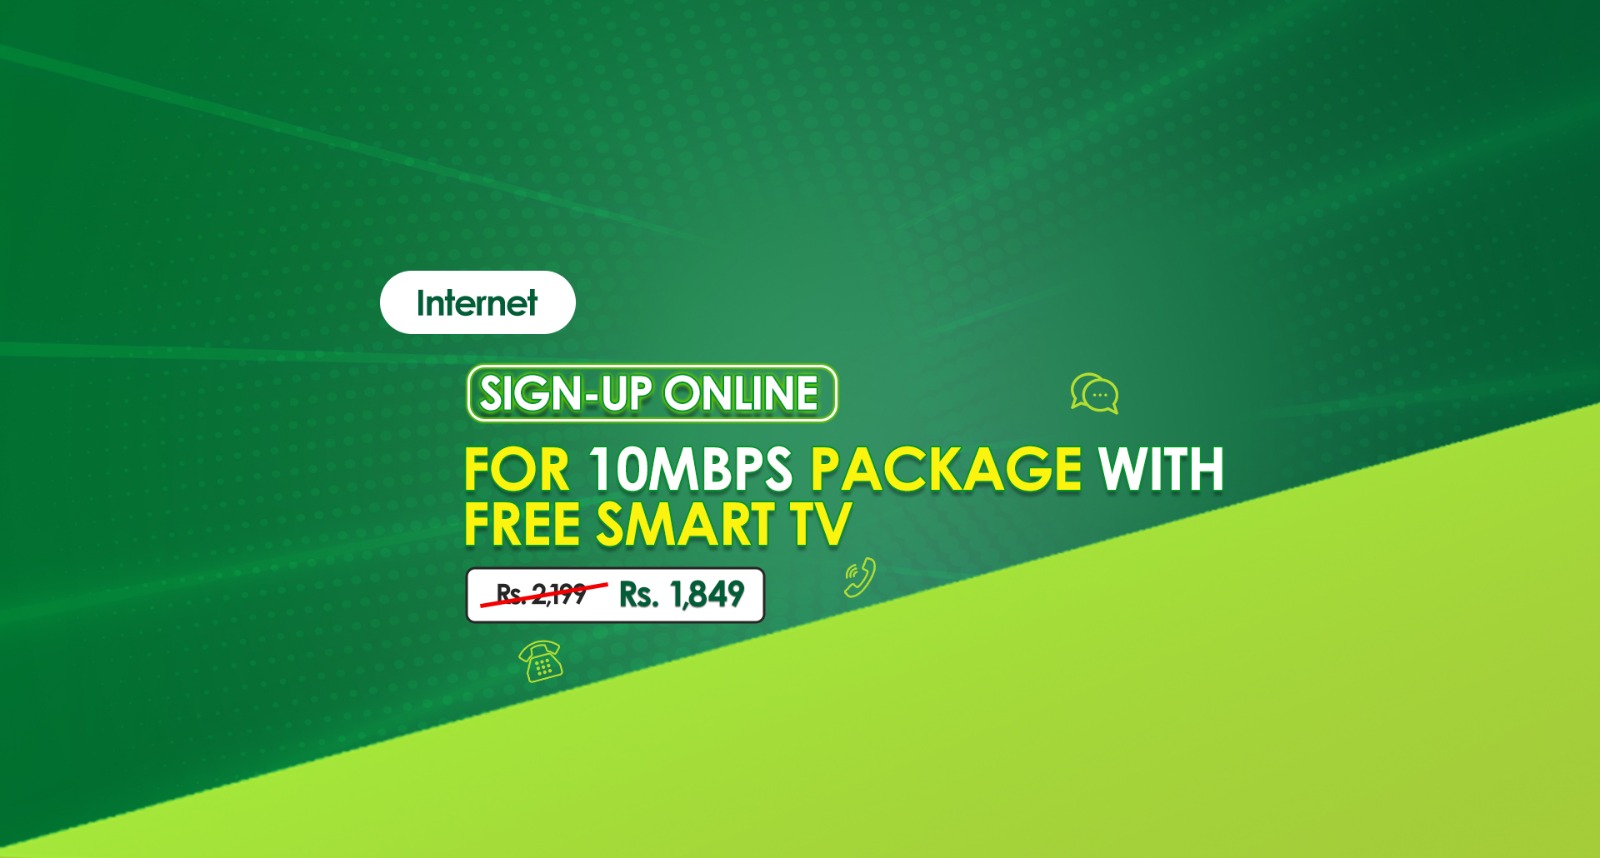 Internet
SIGN-UP ONLINE
FOR 10MBPS PACKAGE WITH
FREE SMART TV
Rs. 2,199 Rs. 1,849